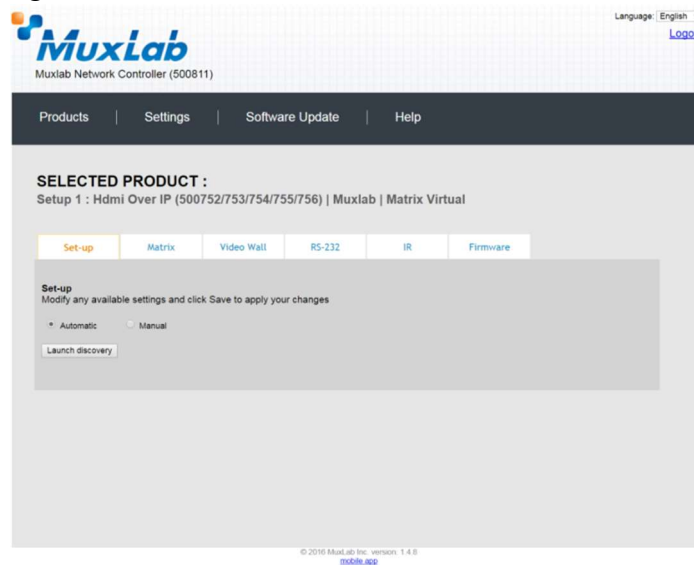 Language: English
Logo
MuxLab
Muxlab Network Controller (500811)
Products | Settings | Software Update | Help
SELECTED PRODUCT :
Setup 1 : Hdmi Over IP (500752/753/754/755/756) | Muxlab | Matrix Virtual
Set-up Matrix Video Wall RS-232 IR Firmware
Set-up
Modify any available settings and click Save to apply your changes
Automatic Manual
Launch discovery
© 2016 MuxLab Inc. version: 1.4.8
mobile app